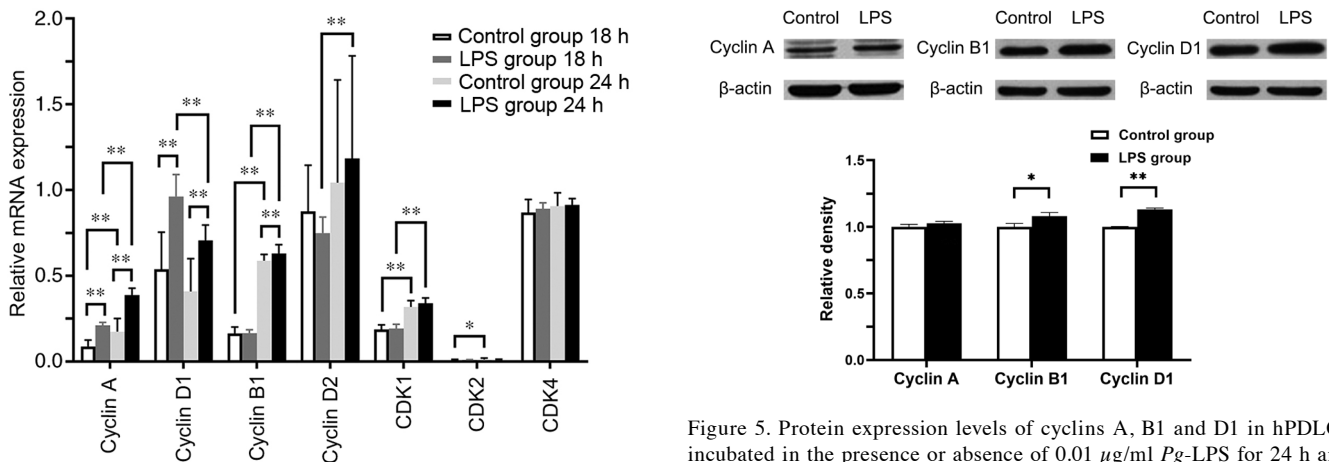 2.0
1.5
1.0
0.5
0.0
Relative mRNA expression
Control group 18 h
LPS group 18 h
Control group 24 h
LPS group 24 h
**
**
**
**
**
**
**
**
**
**
**
**
**
**
*
Cyclin A
Cyclin D1
Cyclin B1
Cyclin D2
CDK1
CDK2
CDK4
Control LPS
Control LPS
Control LPS
Cyclin A
Cyclin B1
Cyclin D1
β-actin
β-actin
β-actin
Control group
LPS group
1.5
1.0
0.5
0.0
Relative density
*
**
Cyclin A
Cyclin B1
Cyclin D1
Figure 5. Protein expression levels of cyclins A, B1 and D1 in hPDLC
incubated in the presence or absence of 0.01 µg/ml Pg-LPS for 24 h